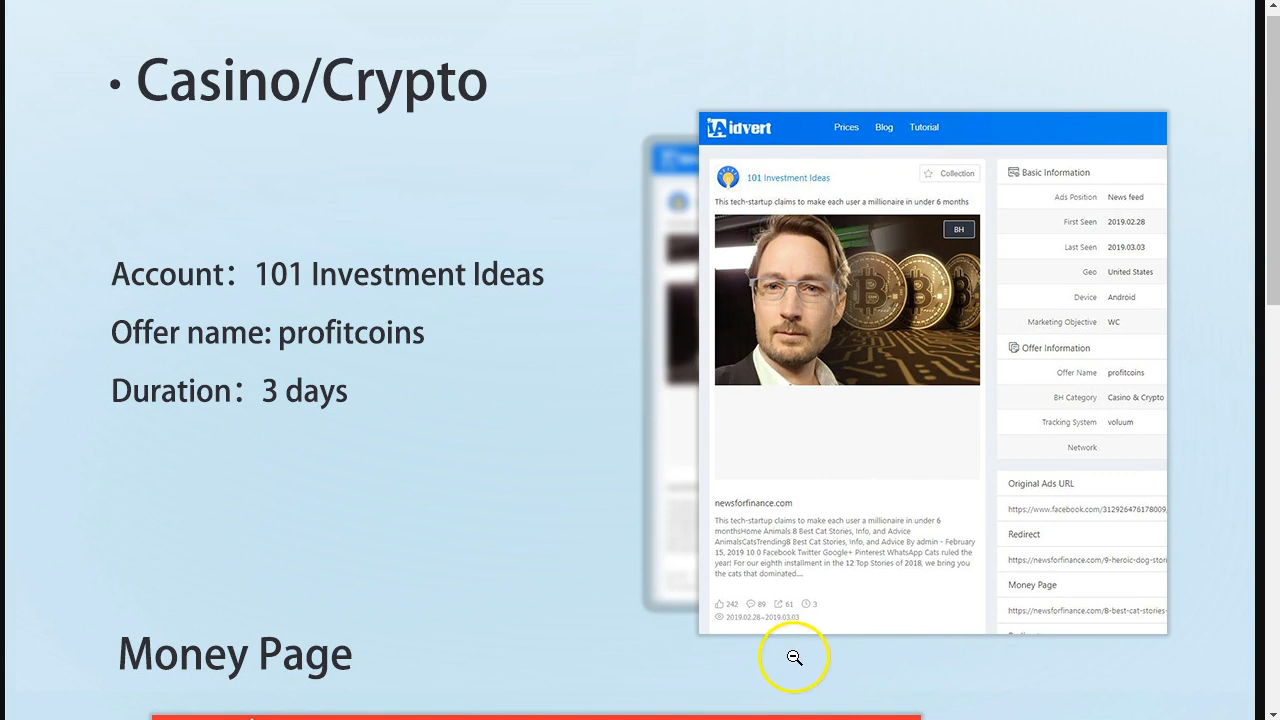 • Casino/Crypto
Account： 101 Investment Ideas
Offer name: profitcoins
Duration： 3 days
Money Page
idvert
Prices Blog Tutorial
101 Investment Ideas
Collection
This tech-startup claims to make each user a millionaire in under 6 months
BH
newsforfinance.com
This tech-startup claims to make each user a millionaire in under 6
monthsHome Animals 8 Best Cat Stories, Info, and Advice
AnimalsCatsTrending8 Best Cat Stories, Info, and Advice By admin - February
15, 2019 10 0 Facebook Twitter Google+ Pinterest WhatsApp Cats ruled the
year! For our eighth installment in the 12 Top Stories of 2018, we bring you
the cats that dominated....
242 89 61 3
2019.02.28~2019.03.03
Basic Information
Ads Position News feed
First Seen 2019.02.28
Last Seen 2019.03.03
Geo United States
Device Android
Marketing Objective WC
Offer Information
Offer Name profitcoins
BH Category Casino & Crypto
Tracking System voluum
Network
Original Ads URL
https://www.facebook.com/312926476178009
Redirect
https://newsforfinance.com/9-heroic-dog-stori
Money Page
https://newsforfinance.com/8-best-cat-stories-